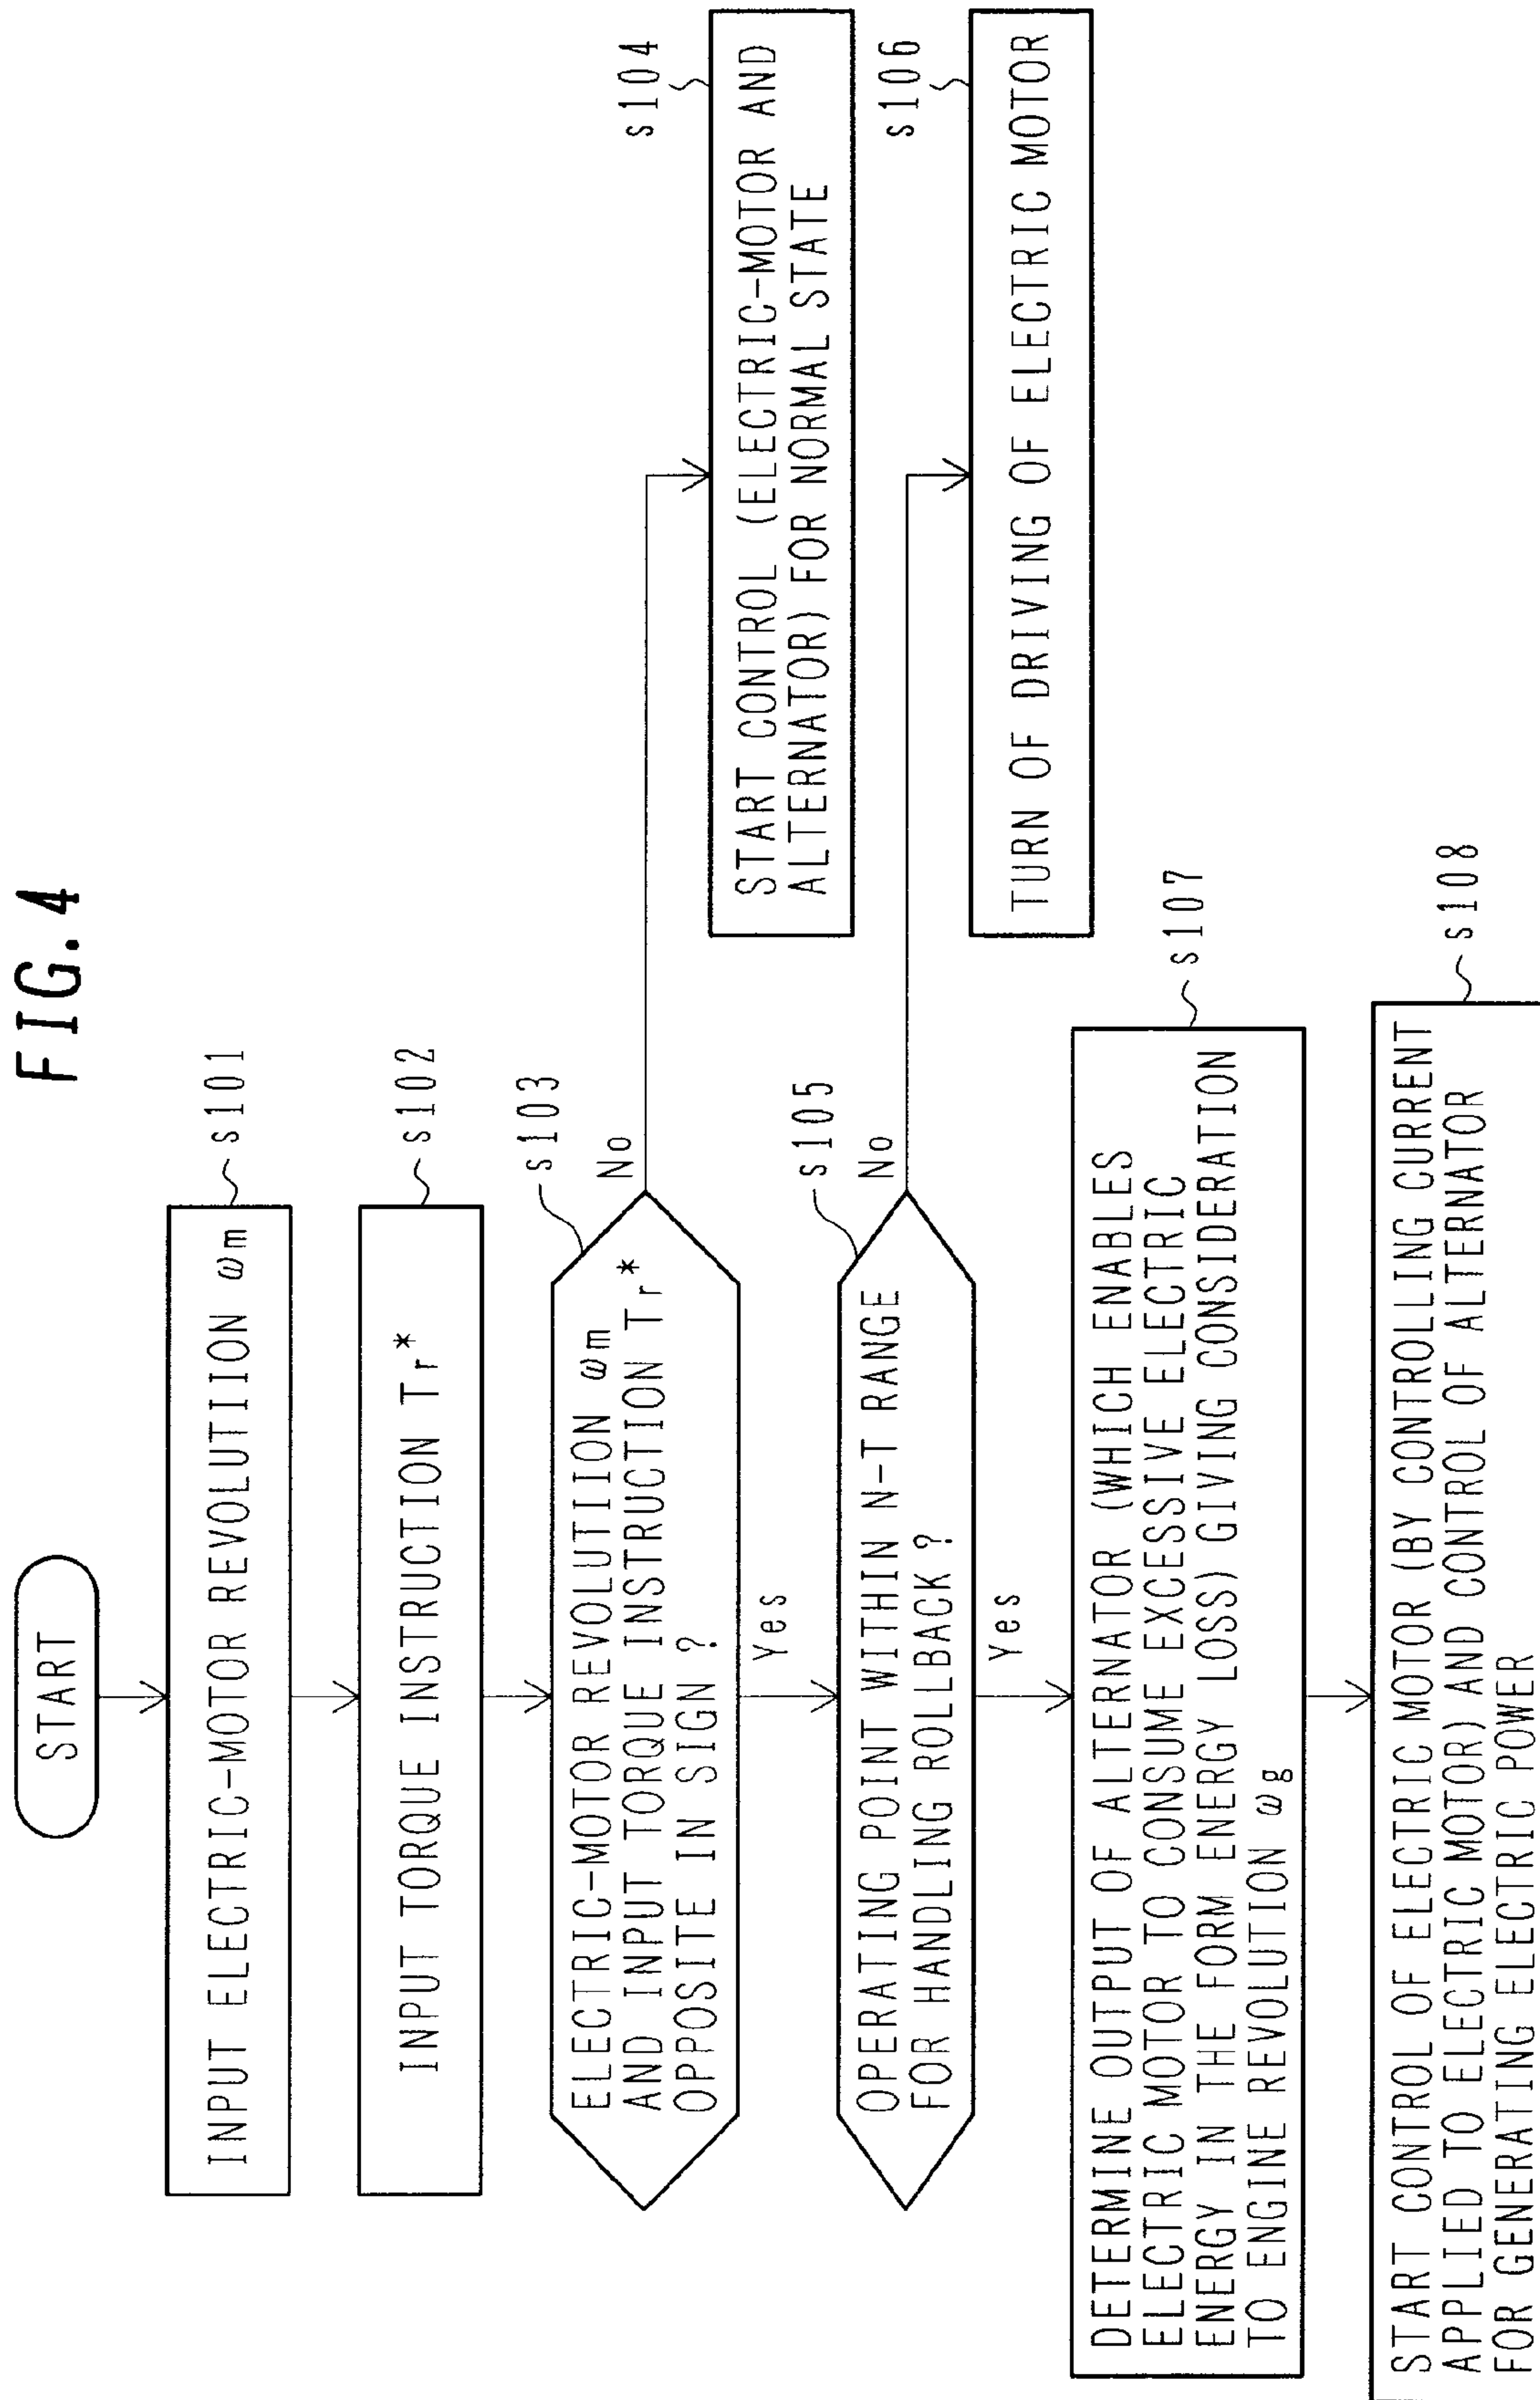 FIG.4
START
INPUT ELECTRIC-MOTOR REVOLUTIION ωm
s101
INPUT TORQUE INSTRUCTION Tr*
s102
ELECTRIC-MOTOR REVOLUTIION ωm
AND INPUT TORQUE INSTRUCTION Tr*
OPPOSITE IN SIGN ?
s103
No
Yes
START CONTROL (ELECTRIC-MOTOR AND
ALTERNATOR) FOR NORMAL STATE
s104
OPERATING POINT WITHIN N-T RANGE
FOR HANDLING ROLLBACK ?
s105
No
Yes
TURN OF DRIVING OF ELECTRIC MOTOR
s106
DETERMINE OUTPUT OF ALTERNATOR (WHICH ENABLES
ELECTRIC MOTOR TO CONSUME EXCESSIVE ELECTRIC
ENERGY IN THE FORM ENERGY LOSS) GIVING CONSIDERATION
TO ENGINE REVOLUTION ωg
s107
START CONTROL OF ELECTRIC MOTOR (BY CONTROLLING CURRENT
APPLIED TO ELECTRIC MOTOR) AND CONTROL OF ALTERNATOR
FOR GENERATING ELECTRIC POWER
s108